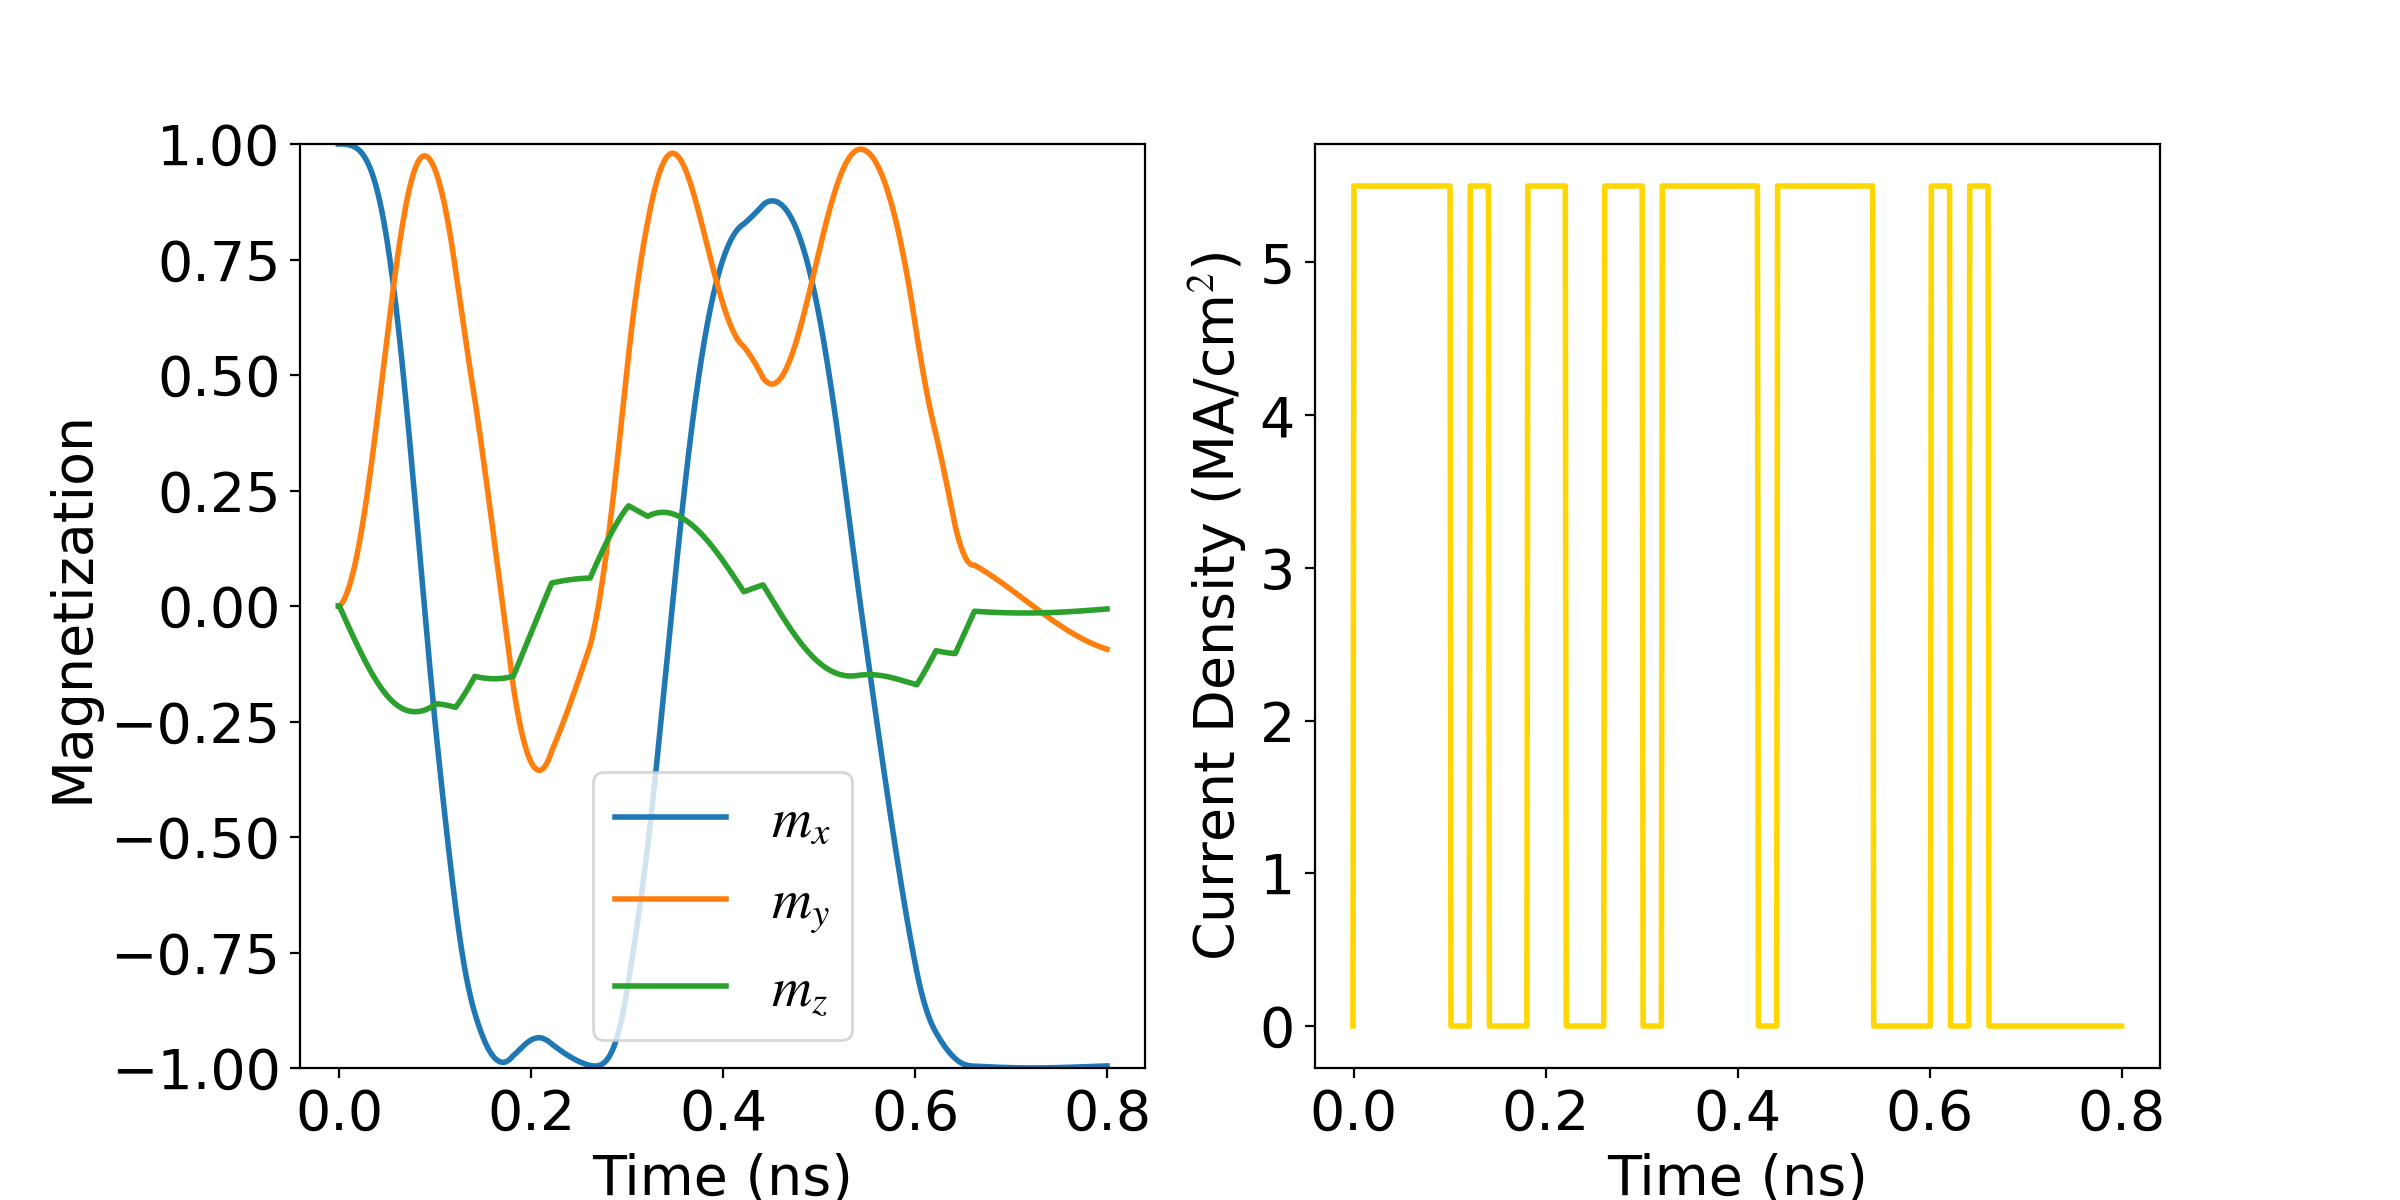 Magnetization
1.00
0.75
0.50
0.25
0.00
−0.25
−0.50
−0.75
−1.00
0.0 0.2 0.4 0.6 0.8
Time (ns)
m_x
m_y
m_z
Current Density (MA/cm²)
5
4
3
2
1
0
0.0 0.2 0.4 0.6 0.8
Time (ns)